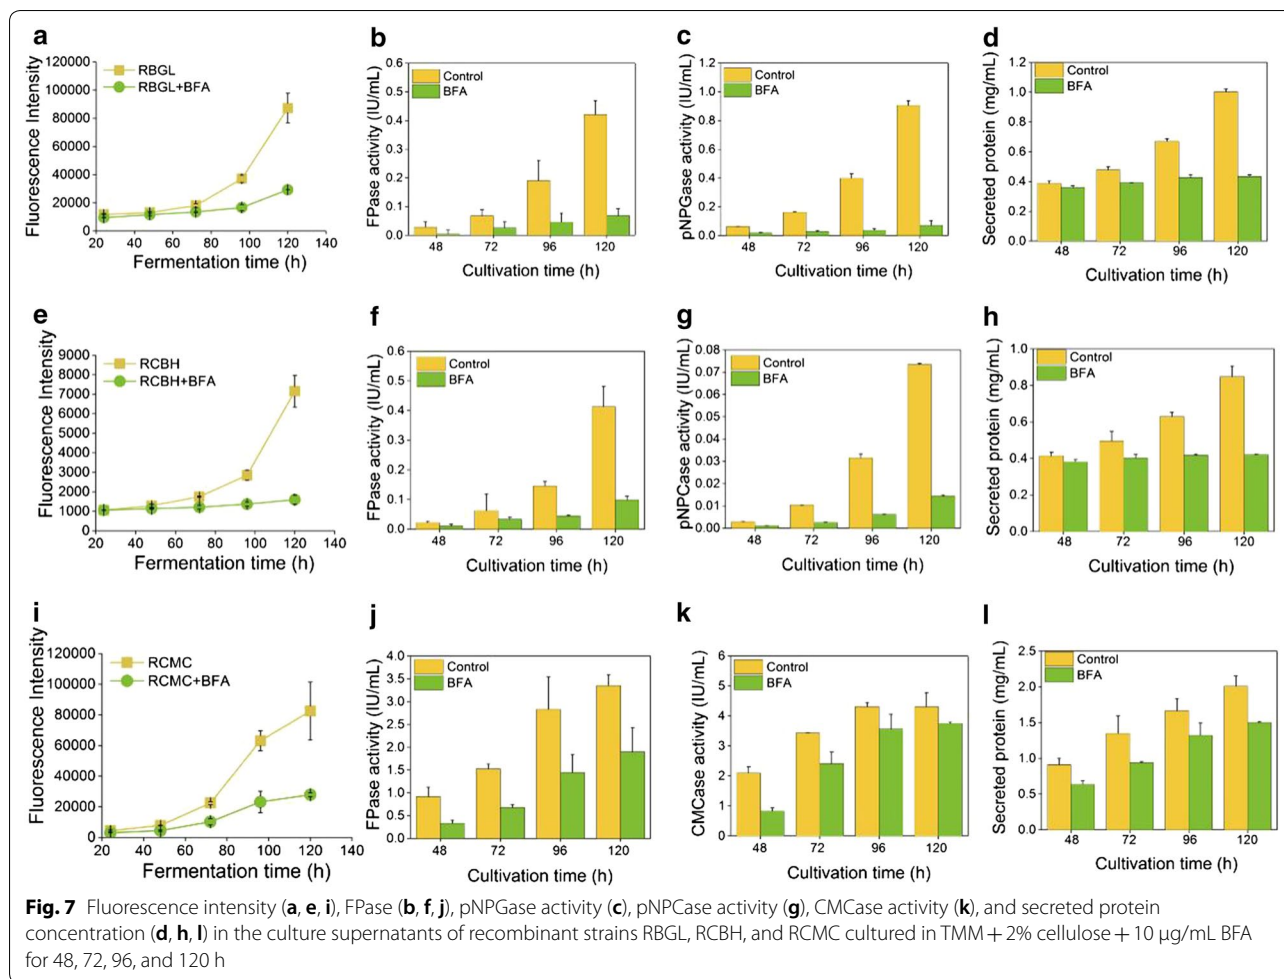 a
Fluorescence Intensity
120000
100000
80000
60000
40000
20000
0
RBGL
RBGL+BFA
20 40 60 80 100 120 140
Fermentation time (h)
b
FPase activity (IU/mL)
0.6
0.5
0.4
0.3
0.2
0.1
0.0
Control
BFA
48 72 96 120
Cultivation time (h)
c
pNPGase activity (IU/mL)
1.2
1.0
0.8
0.6
0.4
0.2
0.0
Control
BFA
48 72 96 120
Cultivation time (h)
d
Secreted protein (mg/mL)
1.2
1.0
0.8
0.6
0.4
0.2
0.0
Control
BFA
48 72 96 120
Cultivation time (h)
e
Fluorescence Intensity
9000
8000
7000
6000
5000
4000
3000
2000
1000
0
RCBH
RCBH+BFA
20 40 60 80 100 120 140
Fermentation time (h)
f
FPase activity (IU/mL)
0.6
0.5
0.4
0.3
0.2
0.1
0.0
Control
BFA
48 72 96 120
Cultivation time (h)
g
pNPCase activity (IU/mL)
0.08
0.07
0.06
0.05
0.04
0.03
0.02
0.01
0.00
Control
BFA
48 72 96 120
Cultivation time (h)
h
Secreted protein (mg/mL)
1.0
0.8
0.6
0.4
0.2
0.0
Control
BFA
48 72 96 120
Cultivation time (h)
i
Fluorescence Intensity
120000
100000
80000
60000
40000
20000
0
RCMC
RCMC+BFA
20 40 60 80 100 120 140
Fermentation time (h)
j
FPase activity (IU/mL)
4.0
3.5
3.0
2.5
2.0
1.5
1.0
0.5
0.0
Control
BFA
48 72 96 120
Cultivation time (h)
k
CMCase activity (IU/mL)
6
5
4
3
2
1
0
Control
BFA
48 72 96 120
Cultivation time (h)
l
Secreted protein (mg/mL)
2.5
2.0
1.5
1.0
0.5
0.0
Control
BFA
48 72 96 120
Cultivation time (h)
Fig. 7 Fluorescence intensity (a, e, i), FPase (b, f, j), pNPGase activity (c), pNPCase activity (g), CMCase activity (k), and secreted protein
concentration (d, h, l) in the culture supernatants of recombinant strains RBGL, RCBH, and RCMC cultured in TMM + 2% cellulose + 10 µg/mL BFA
for 48, 72, 96, and 120 h